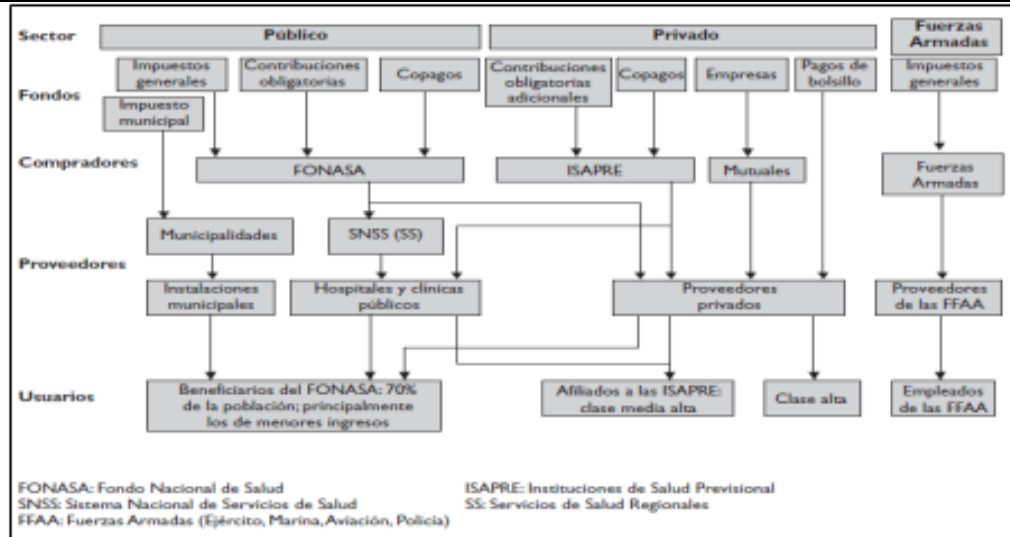 Sector
Público
Privado
Fuerzas
Armadas
Impuestos
generales
Contribuciones
obligatorias
Copagos
Contribuciones
obligatorias
adicionales
Copagos
Empresas
Pagos de
bolsillo
Impuestos
generales
Fondos
Impuesto
municipal
Compradores
FONASA
ISAPRE
Mutuales
Fuerzas
Armadas
Municipalidades
SNSS (SS)
Proveedores
Instalaciones
municipales
Hospitales y clínicas
públicos
Proveedores
privados
Proveedores
de las FFAA
Usuarios
Beneficiarios del FONASA: 70%
de la población; principalmente
los de menores ingresos
Afiliados a las ISAPRE:
clase media alta
Clase alta
Empleados
de las FFAA
FONASA: Fondo Nacional de Salud
ISAPRE: Instituciones de Salud Previsional
SNSS: Sistema Nacional de Servicios de Salud
SS: Servicios de Salud Regionales
FFAA: Fuerzas Armadas (Ejército, Marina, Aviación, Policía)